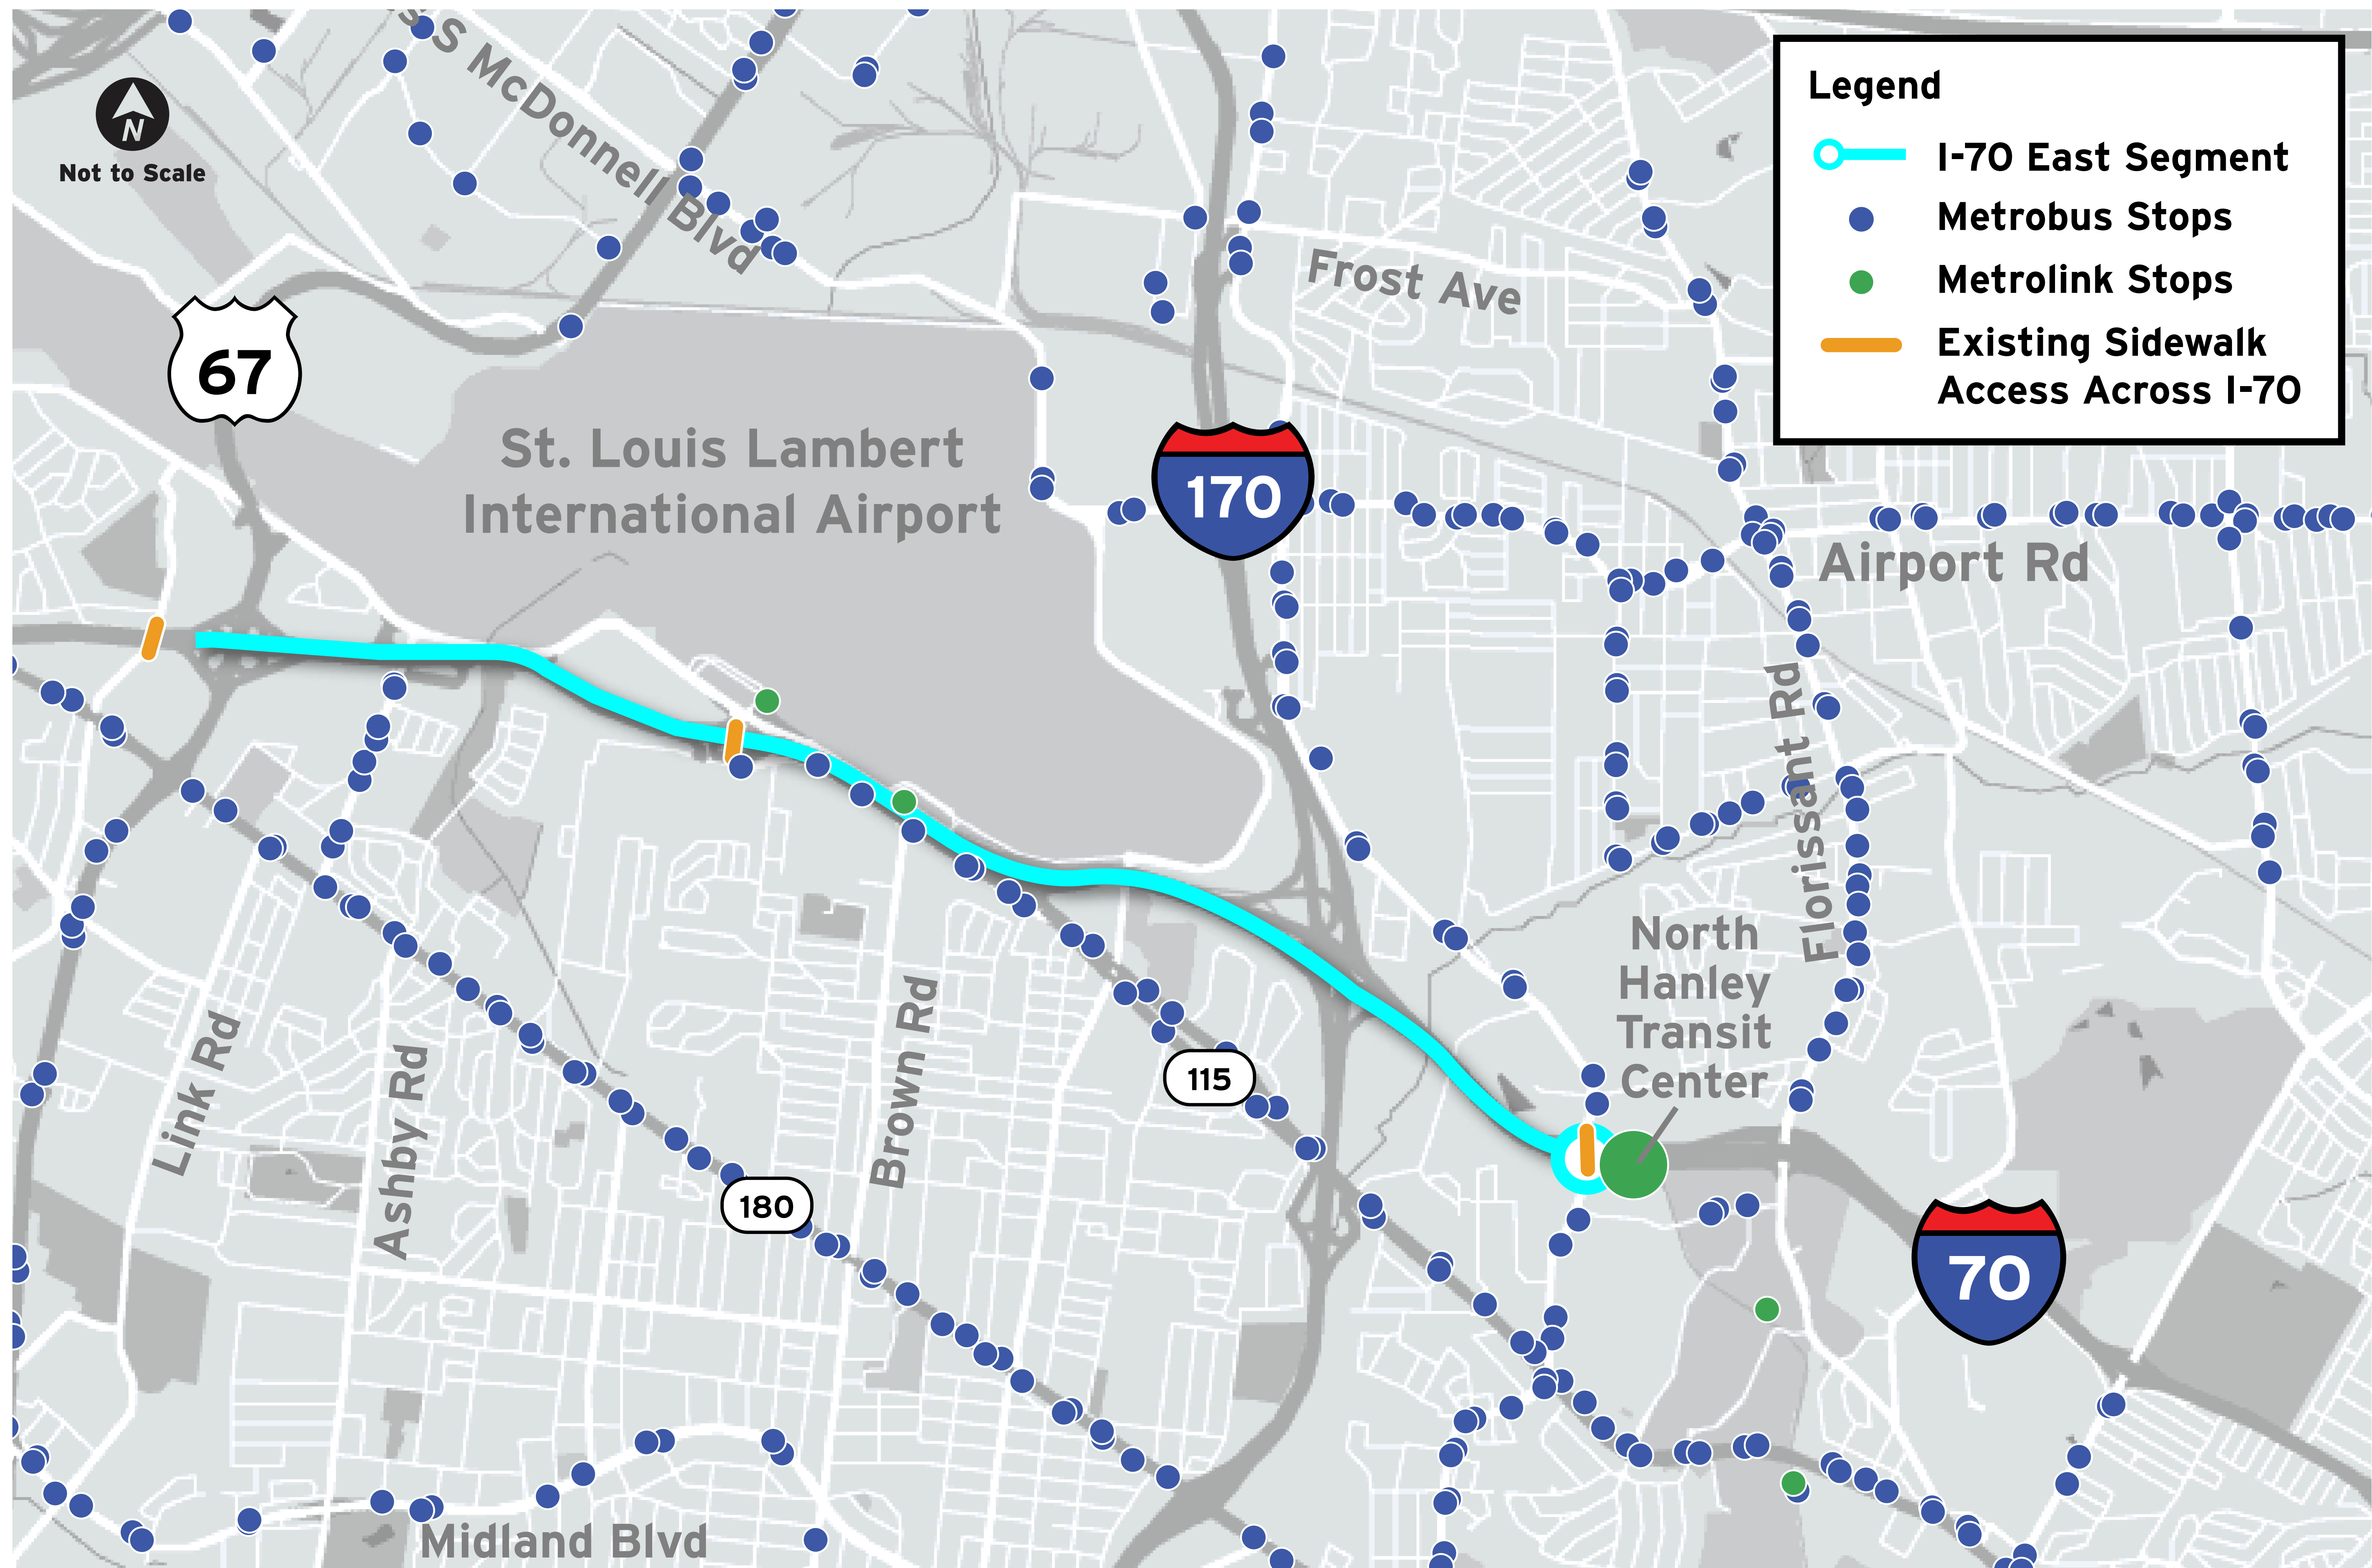 S McDonnell Blvd
N
Not to Scale
Legend
I-70 East Segment
Metrobus Stops
Metrolink Stops
Existing Sidewalk
Access Across I-70
Frost Ave
67
St. Louis Lambert
International Airport
170
Airport Rd
Florissant Rd
North
Hanley
Transit
Center
Link Rd
Ashby Rd
Brown Rd
115
180
70
Midland Blvd